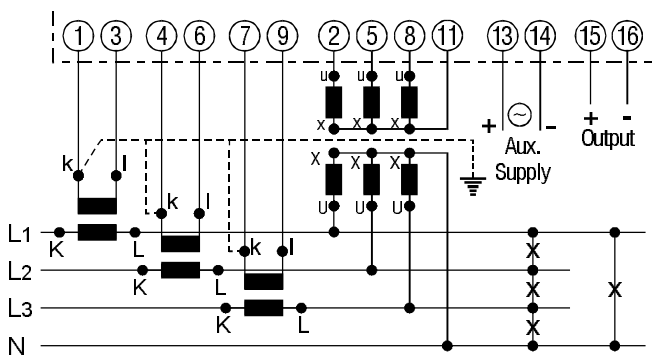 1 3 4 6 7 9 2 5 8 11 13 14 15 16
u u u
+ ~ - + -
x x x
Aux. Output
Supply
x x x
k l
k l
u u u
L1
K L
k l
x
L2
K L
x x
L3
K L
x
N